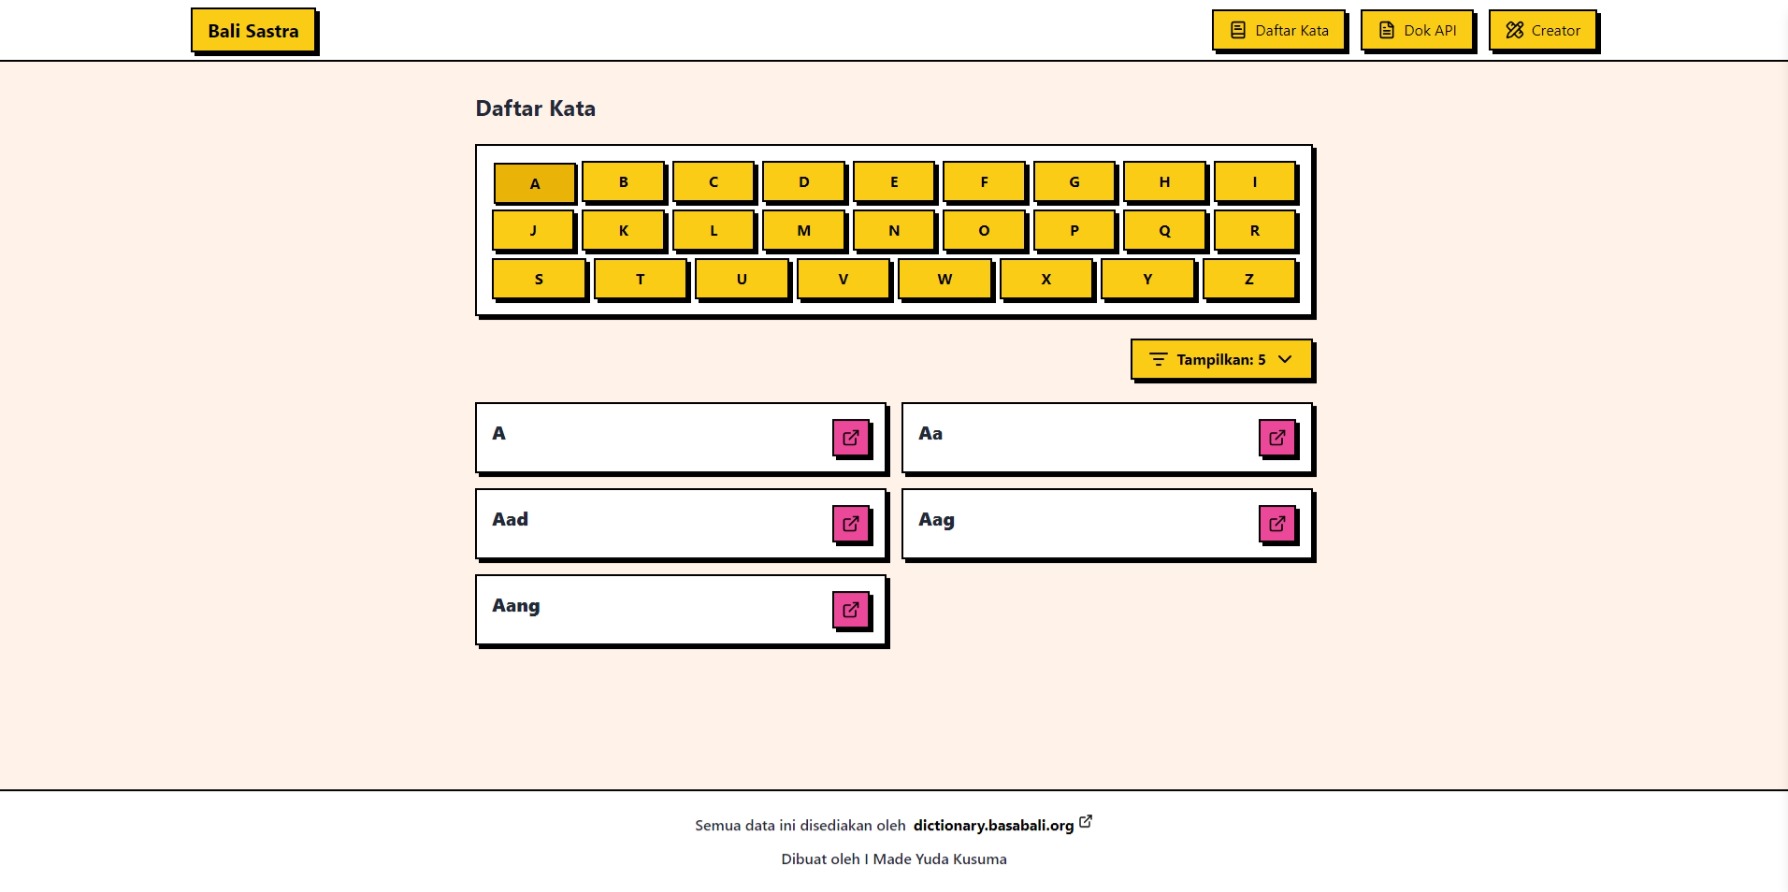 Bali Sastra
Daftar Kata
Dok API
Creator
Daftar Kata
A B C D E F G H I
J K L M N O P Q R
S T U V W X Y Z
Tampilkan: 5
A
Aa
Aad
Aag
Aang
Semua data ini disediakan oleh dictionary.basabali.org
Dibuat oleh I Made Yuda Kusuma